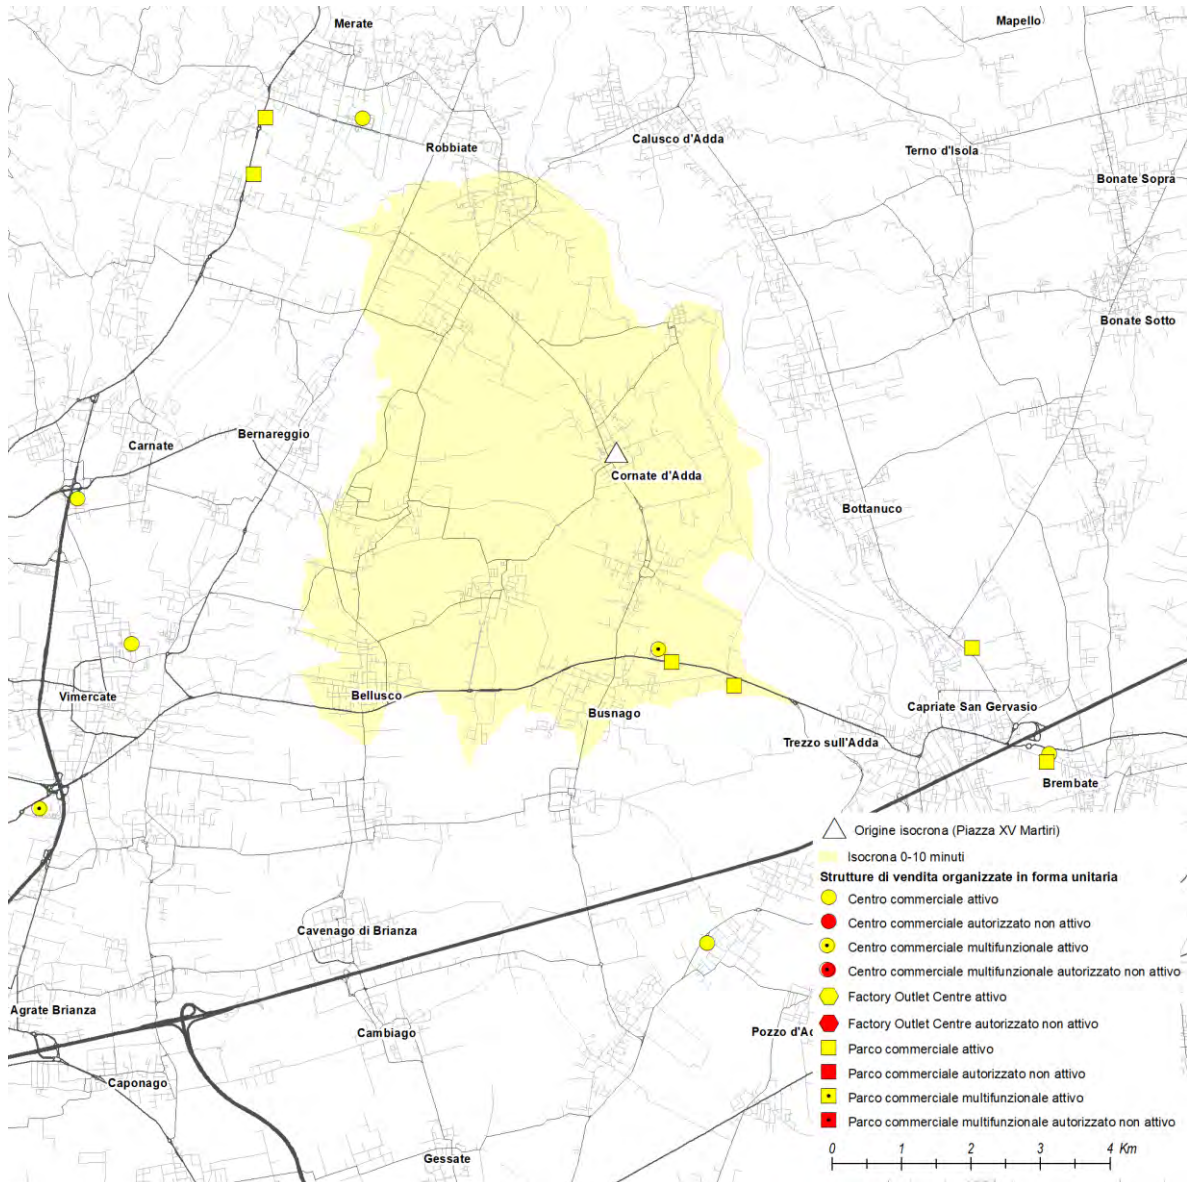 Merate
Mapello
Robbiate
Calusco d'Adda
Terno d'Isola
Bonate Sopra
Bonate Sotto
Carnate
Bernareggio
Cornate d'Adda
Bottanuco
Vimercate
Bellusco
Busnago
Capriate San Gervasio
Trezzo sull'Adda
Brembate
Cavenago di Brianza
Agrate Brianza
Cambiago
Pozzo d'Ad
Caponago
Gessate
Origine isocrona (Piazza XV Martiri)
Isocrona 0-10 minuti
Strutture di vendita organizzate in forma unitaria
Centro commerciale attivo
Centro commerciale autorizzato non attivo
Centro commerciale multifunzionale attivo
Centro commerciale multifunzionale autorizzato non attivo
Factory Outlet Centre attivo
Factory Outlet Centre autorizzato non attivo
Parco commerciale attivo
Parco commerciale autorizzato non attivo
Parco commerciale multifunzionale attivo
Parco commerciale multifunzionale autorizzato non attivo
0 1 2 3 4 Km